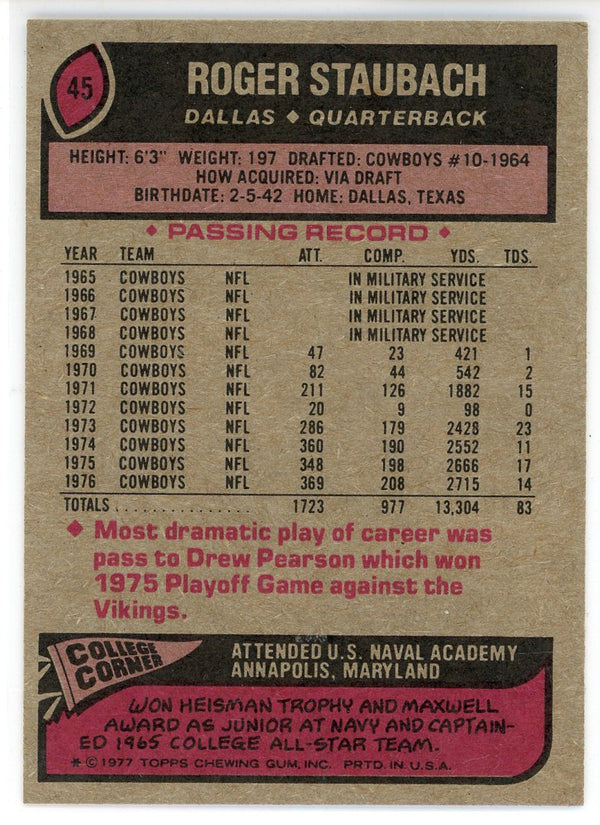 45
ROGER STAUBACH
DALLAS ◆ QUARTERBACK
HEIGHT: 6'3" WEIGHT: 197 DRAFTED: COWBOYS #10-1964
HOW ACQUIRED: VIA DRAFT
BIRTHDATE: 2-5-42 HOME: DALLAS, TEXAS
◆ PASSING RECORD ◆
YEAR TEAM ATT. COMP. YDS. TDS.
1965 COWBOYS NFL IN MILITARY SERVICE
1966 COWBOYS NFL IN MILITARY SERVICE
1967 COWBOYS NFL IN MILITARY SERVICE
1968 COWBOYS NFL IN MILITARY SERVICE
1969 COWBOYS NFL 47 23 421 1
1970 COWBOYS NFL 82 44 542 2
1971 COWBOYS NFL 211 126 1882 15
1972 COWBOYS NFL 20 9 98 0
1973 COWBOYS NFL 286 179 2428 23
1974 COWBOYS NFL 360 190 2552 11
1975 COWBOYS NFL 348 198 2666 17
1976 COWBOYS NFL 369 208 2715 14
TOTALS ............... 1723 977 13,304 83
◆ Most dramatic play of career was
pass to Drew Pearson which won
1975 Playoff Game against the
Vikings.
COLLEGE
CORNER
ATTENDED U.S. NAVAL ACADEMY
ANNAPOLIS, MARYLAND
WON HEISMAN TROPHY AND MAXWELL
AWARD AS JUNIOR AT NAVY AND CAPTAIN-
ED 1965 COLLEGE ALL-STAR TEAM.
* © 1977 TOPPS CHEWING GUM, INC. PRTD. IN U.S.A.